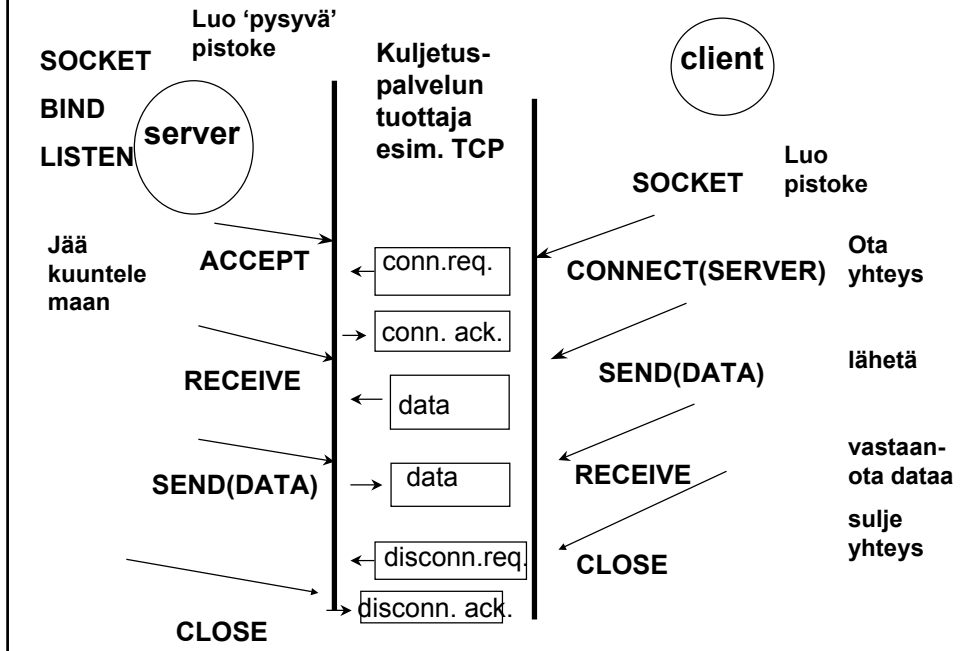 Luo ‘pysyvä’
pistoke
SOCKET
BIND
LISTEN
server
Kuljetus-
palvelun
tuottaja
esim. TCP
client
SOCKET
Luo
pistoke
Jää
kuuntele
maan
ACCEPT
conn.req.
CONNECT(SERVER)
Ota
yhteys
conn. ack.
RECEIVE
data
SEND(DATA)
lähetä
SEND(DATA)
data
RECEIVE
vastaan-
ota dataa
sulje
yhteys
disconn.req.
CLOSE
disconn. ack.
CLOSE